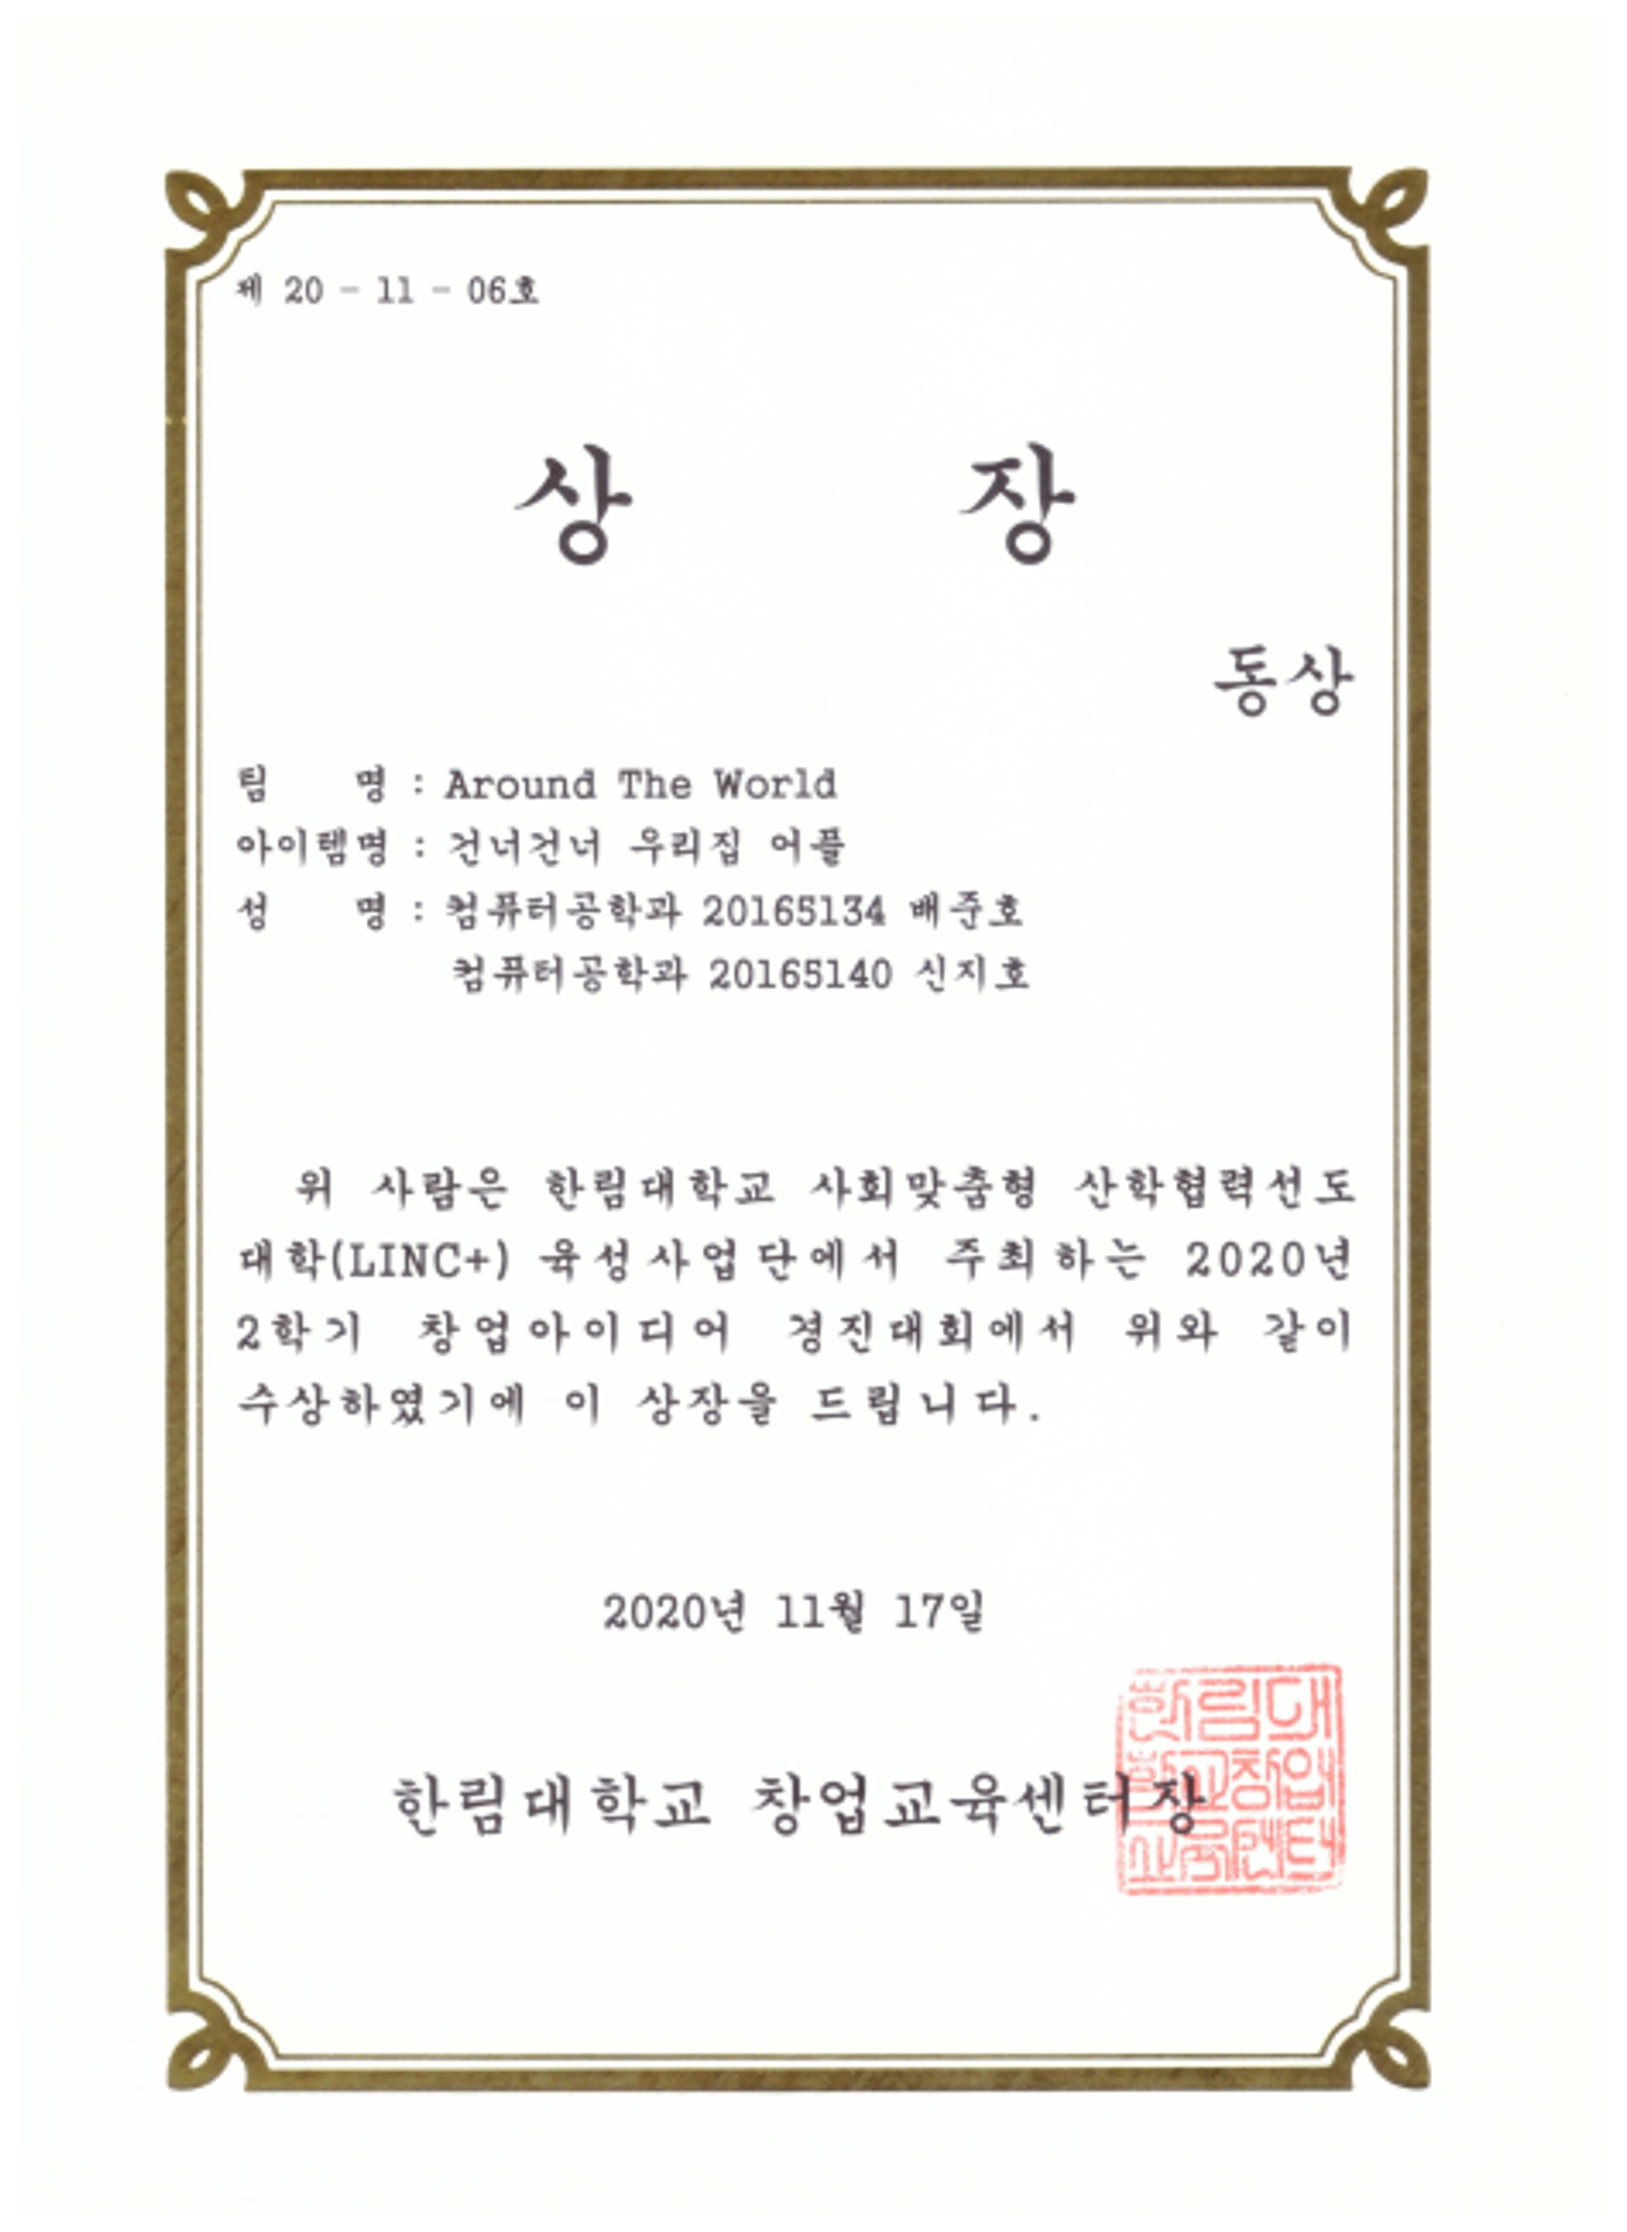 제 20 - 11 - 06호
상 장
동상
팀 명 : Around The World
아이템명 : 건너건너 우리집 어플
성 명 : 컴퓨터공학과 20165134 배준호
컴퓨터공학과 20165140 신지호
위 사람은 한림대학교 사회맞춤형 산학협력선도
대학(LINC+) 육성사업단에서 주최하는 2020년
2학기 창업아이디어 경진대회에서 위와 같이
수상하였기에 이 상장을 드립니다.
2020년 11월 17일
한림대학교 창업교육센터장
한림대
학교창업
교육센터